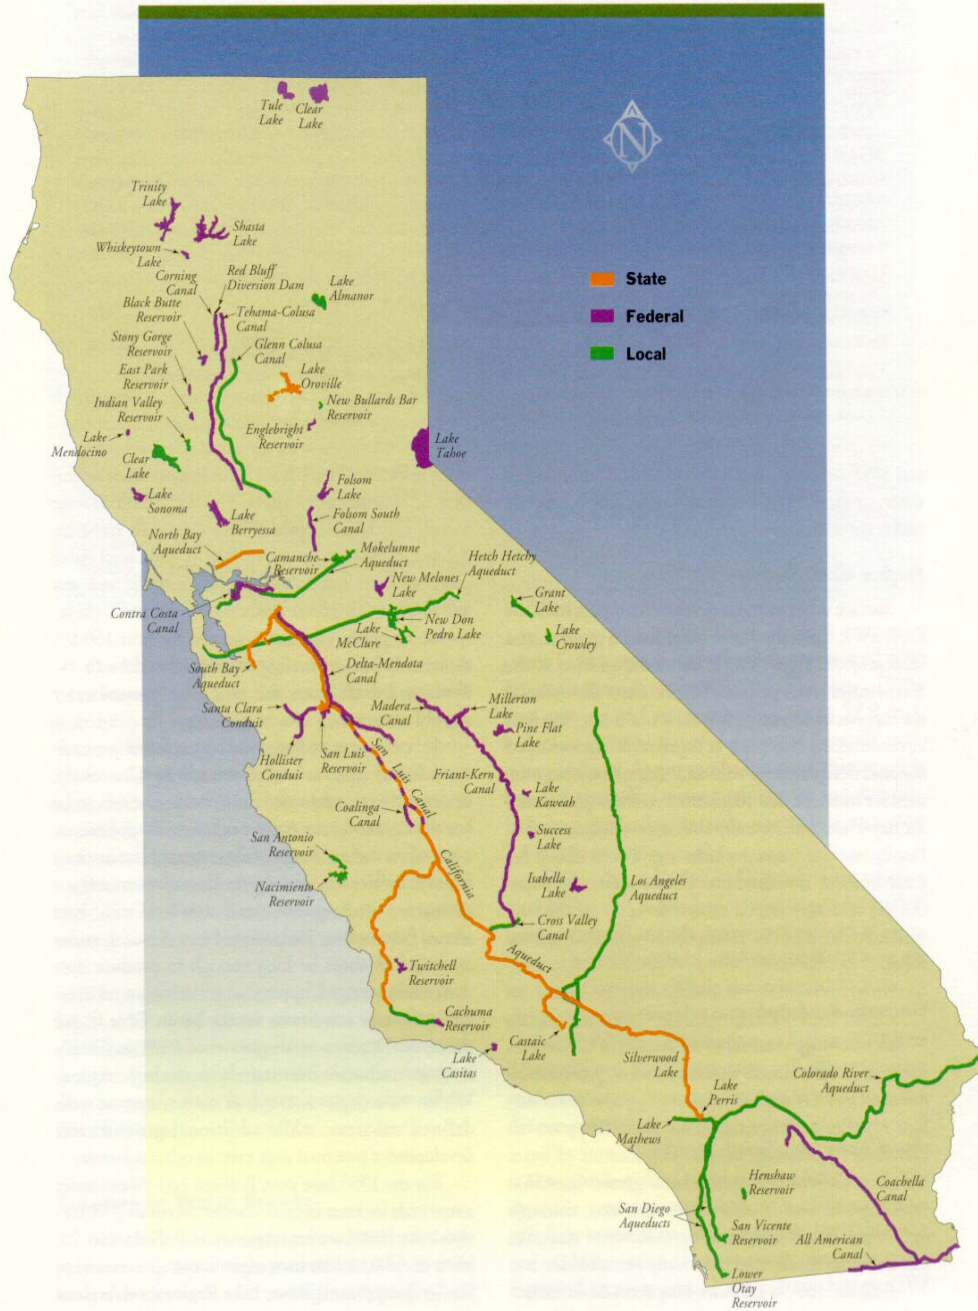 Tule
Lake
Clear
Lake
N
Trinity
Lake
Shasta
Lake
Whiskeytown
Lake
State
Federal
Local
Corning
Canal
Red Bluff
Diversion Dam
Lake
Almanor
Black Butte
Reservoir
Tehama-Colusa
Canal
Stony Gorge
Reservoir
Glenn Colusa
Canal
East Park
Reservoir
Lake
Oroville
Indian Valley
Reservoir
New Bullards Bar
Reservoir
Englebright
Reservoir
Lake
Mendocino
Lake
Tahoe
Clear
Lake
Lake
Sonoma
Folsom
Lake
Lake
Berryessa
Folsom South
Canal
North Bay
Aqueduct
Camanche
Reservoir
Mokelumne
Aqueduct
Hetch Hetchy
Aqueduct
New Melones
Lake
Grant
Lake
Contra Costa
Canal
New Don
Pedro Lake
Lake
McClure
Lake
Crowley
South Bay
Aqueduct
Delta-Mendota
Canal
Santa Clara
Conduit
Madera
Canal
Millerton
Lake
Pine Flat
Lake
Hollister
Conduit
San Luis
Reservoir
San
Luis
Canal
Friant-Kern
Canal
Lake
Kaweah
Coalinga
Canal
Success
Lake
San Antonio
Reservoir
California
Aqueduct
Isabella
Lake
Los Angeles
Aqueduct
Nacimiento
Reservoir
Cross Valley
Canal
Twitchell
Reservoir
Cachuma
Reservoir
Castaic
Lake
Lake
Casitas
Silverwood
Lake
Colorado River
Aqueduct
Lake
Perris
Lake
Mathews
Henshaw
Reservoir
Coachella
Canal
San Diego
Aqueducts
San Vicente
Reservoir
All American
Canal
Lower
Otay
Reservoir